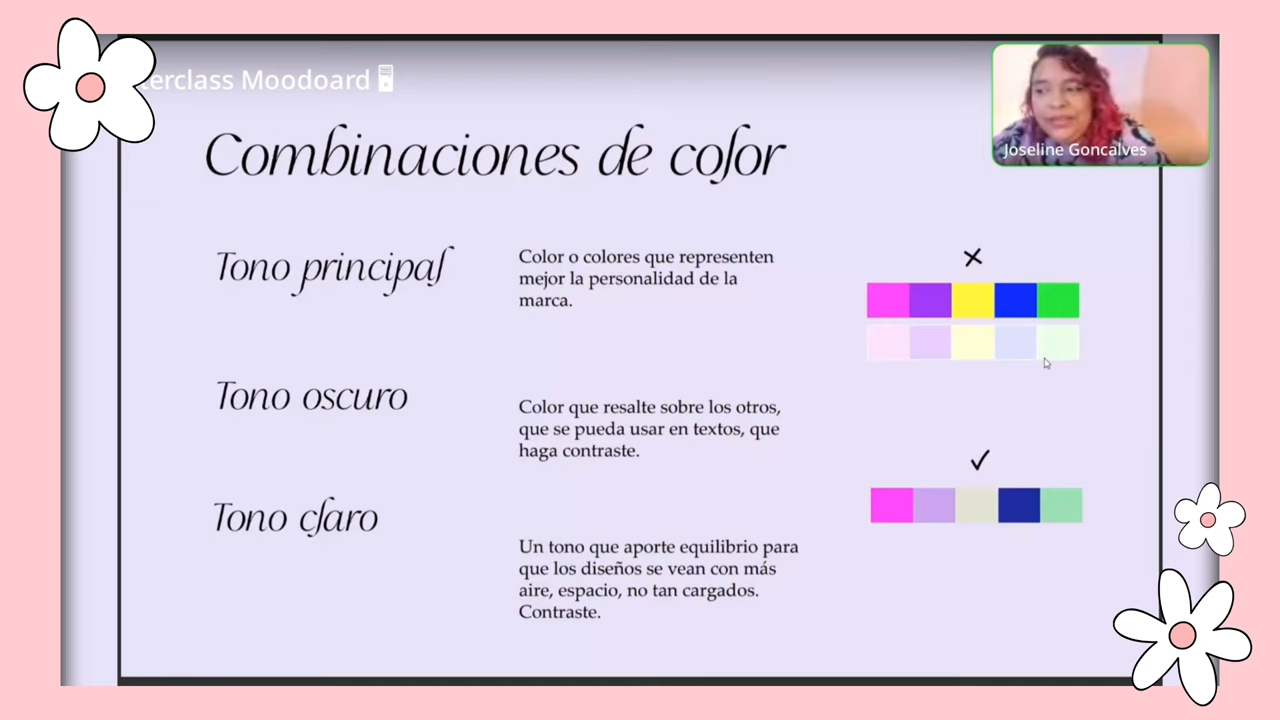 Moodoard
Joseline Goncalves
Combinaciones de color
Tono principal
Color o colores que representen
mejor la personalidad de la
marca.
Tono oscuro
Color que resalte sobre los otros,
que se pueda usar en textos, que
haga contraste.
Tono claro
Un tono que aporte equilibrio para
que los diseños se vean con más
aire, espacio, no tan cargados.
Contraste.